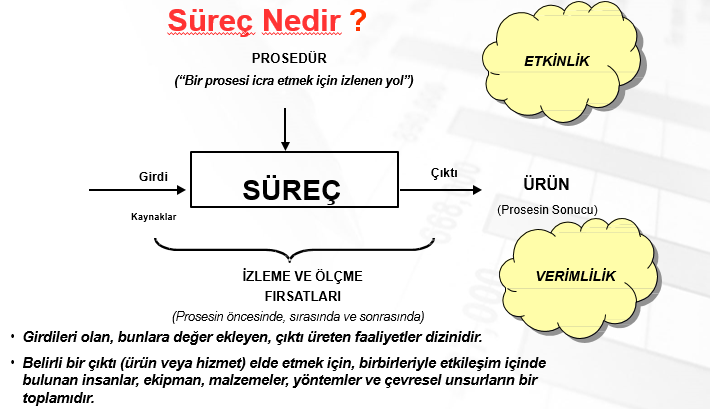 Süreç Nedir ?
PROSEDÜR
(“Bir prosesi icra etmek için izlenen yol”)
ETKİNLİK
Girdi
Kaynaklar
SÜREÇ
Çıktı
ÜRÜN
(Prosesin Sonucu)
VERİMLİLİK
İZLEME VE ÖLÇME
FIRSATLARI
(Prosesin öncesinde, sırasında ve sonrasında)
• Girdileri olan, bunlara değer ekleyen, çıktı üreten faaliyetler dizinidir.
• Belirli bir çıktı (ürün veya hizmet) elde etmek için, birbirleriyle etkileşim içinde
bulunan insanlar, ekipman, malzemeler, yöntemler ve çevresel unsurların bir
toplamıdır.